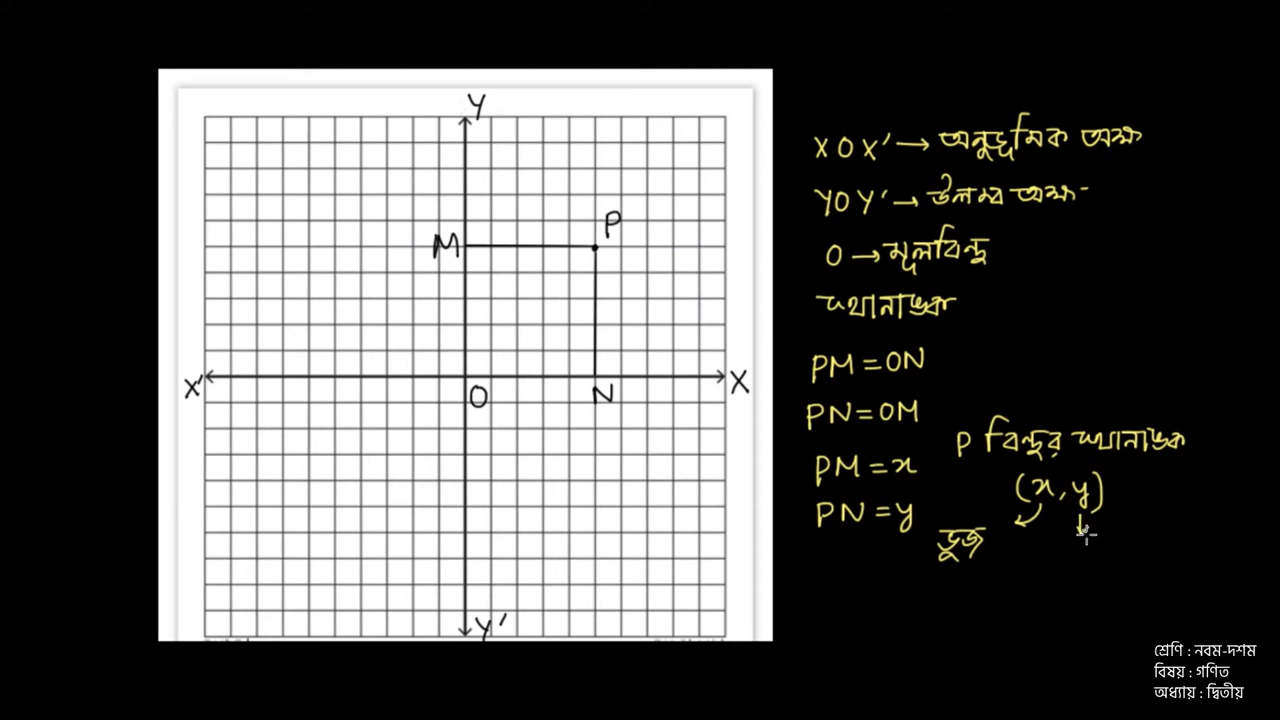 Y
M
P
X'
O
N
X
Y'
XOX' → অনুভূমিক অক্ষ
YOY' → উলম্ব অক্ষ
O → মূলবিন্দু
স্থানাঙ্ক
PM = ON
PN = OM
PM = x
PN = y
P বিন্দুর স্থানাঙ্ক
(x, y)
ভুজ
শ্রেণি : নবম-দশম
বিষয় : গণিত
অধ্যায় : দ্বিতীয়